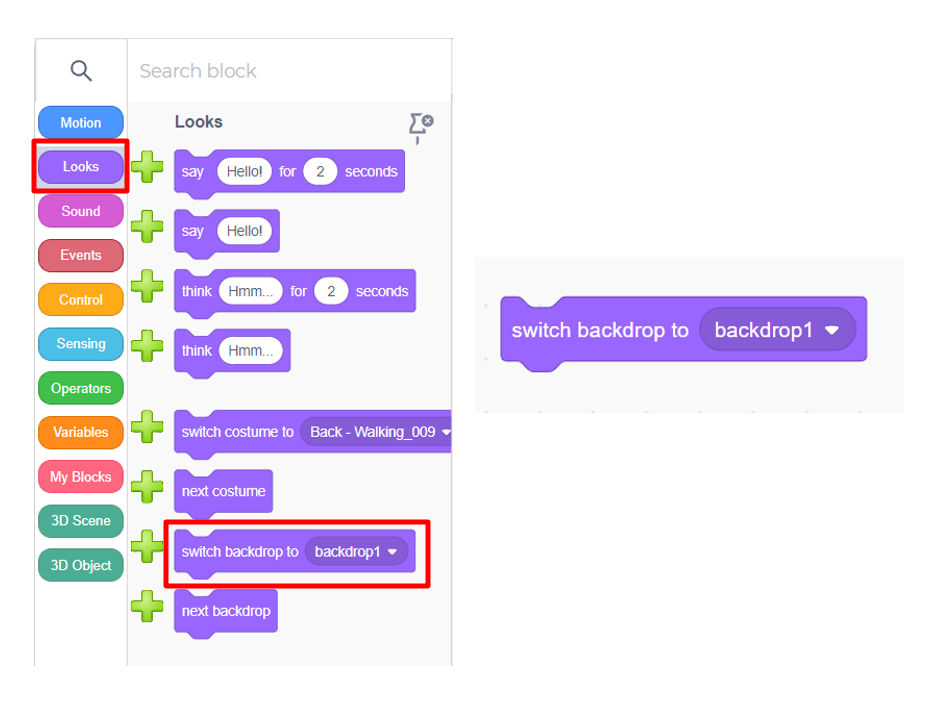 Search block
Motion
Looks
Sound
Events
Control
Sensing
Operators
Variables
My Blocks
3D Scene
3D Object
Looks
say Hello! for 2 seconds
say Hello!
think Hmm... for 2 seconds
think Hmm...
switch costume to Back - Walking_009
next costume
switch backdrop to backdrop1
next backdrop
switch backdrop to backdrop1